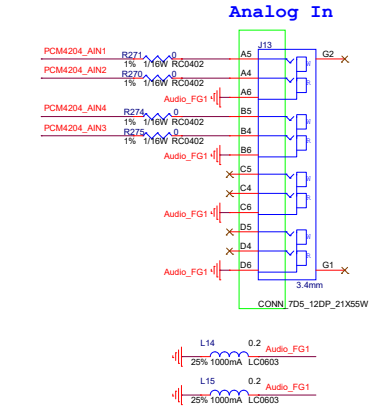 Analog In
J13
PCM4204_AIN1 R271 0 A5 W G2
1% 1/16W RC0402
PCM4204_AIN2 R270 0 A4 R
1% 1/16W RC0402
Audio_FG1 A6
PCM4204_AIN4 R274 0 B5 W
1% 1/16W RC0402
PCM4204_AIN3 R275 0 B4 R
1% 1/16W RC0402
Audio_FG1 B6
C5 W
C4 R
Audio_FG1 C6
D5 W
D4 R
Audio_FG1 D6 G1
3.4mm
CONN_7D5_12DP_21X55W
L14 0.2 Audio_FG1
25% 1000mA LC0603
L15 0.2 Audio_FG1
25% 1000mA LC0603